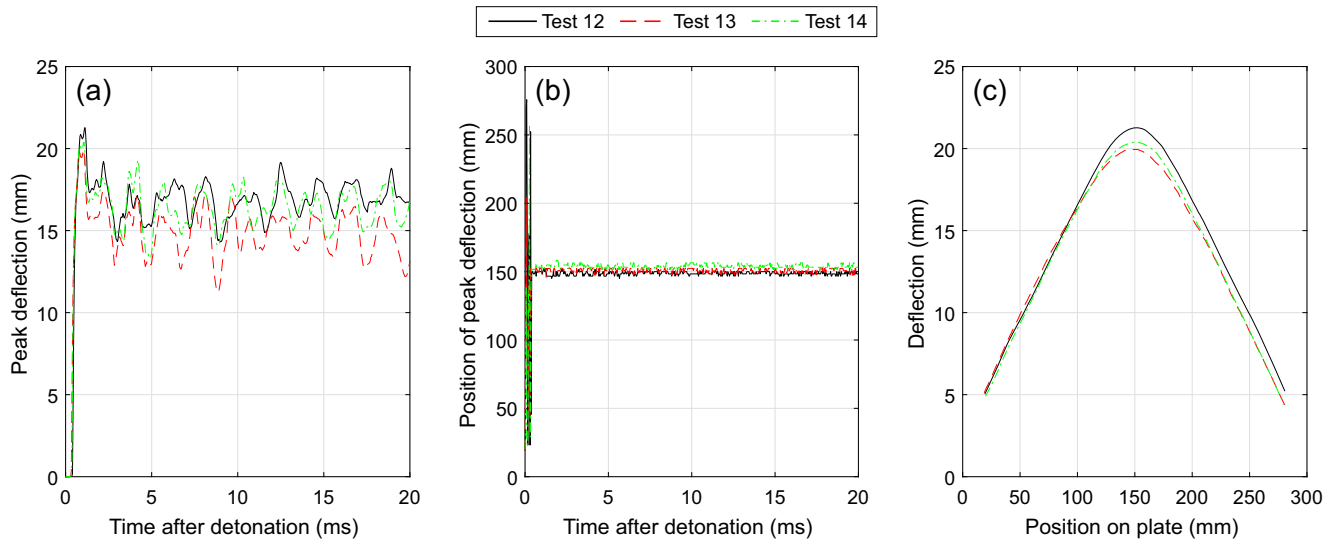 Test 12 Test 13 Test 14
(a)
Peak deflection (mm)
25
20
15
10
5
0
0 5 10 15 20
Time after detonation (ms)
(b)
Position of peak deflection (mm)
300
250
200
150
100
50
0
0 5 10 15 20
Time after detonation (ms)
(c)
Deflection (mm)
25
20
15
10
5
0
0 50 100 150 200 250 300
Position on plate (mm)